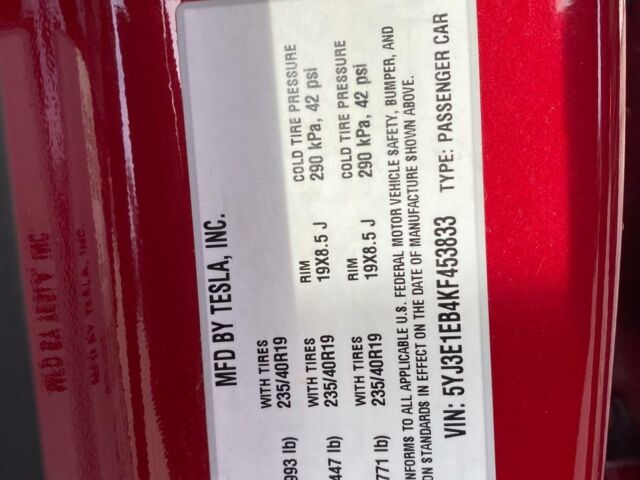 MFD BY TESLA, INC.
993 lb) WITH TIRES 235/40R19 RIM 19X8.5 J COLD TIRE PRESSURE 290 kPa, 42 psi
447 lb) WITH TIRES 235/40R19 RIM 19X8.5 J COLD TIRE PRESSURE 290 kPa, 42 psi
771 lb) WITH TIRES 235/40R19
NFORMS TO ALL APPLICABLE U.S. FEDERAL MOTOR VEHICLE SAFETY, BUMPER, AND
ON STANDARDS IN EFFECT ON THE DATE OF MANUFACTURE SHOWN ABOVE.
VIN: 5YJ3E1EB4KF453833 TYPE: PASSENGER CAR